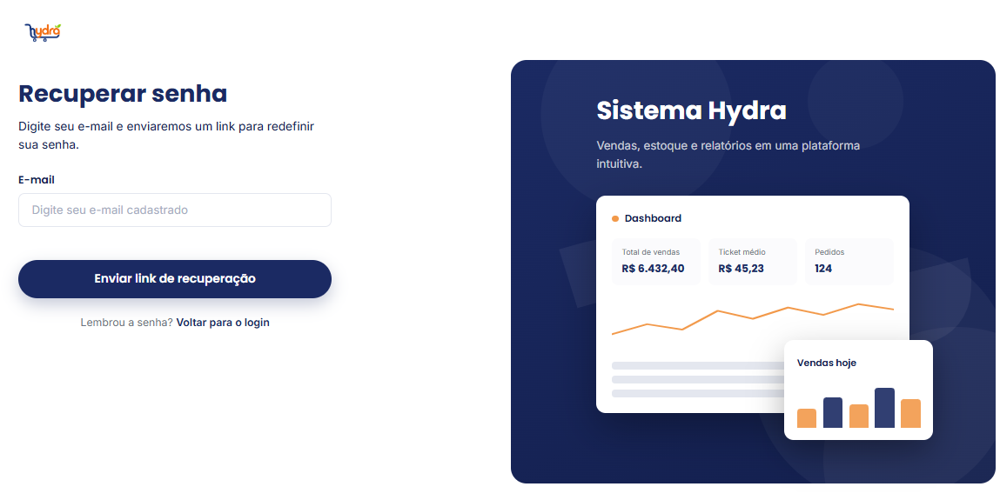 hydra
Recuperar senha
Digite seu e-mail e enviaremos um link para redefinir
sua senha.
E-mail
Digite seu e-mail cadastrado
Enviar link de recuperação
Lembrou a senha? Voltar para o login
Sistema Hydra
Vendas, estoque e relatórios em uma plataforma
intuitiva.
Dashboard
Total de vendas
R$ 6.432,40
Ticket médio
R$ 45,23
Pedidos
124
Vendas hoje